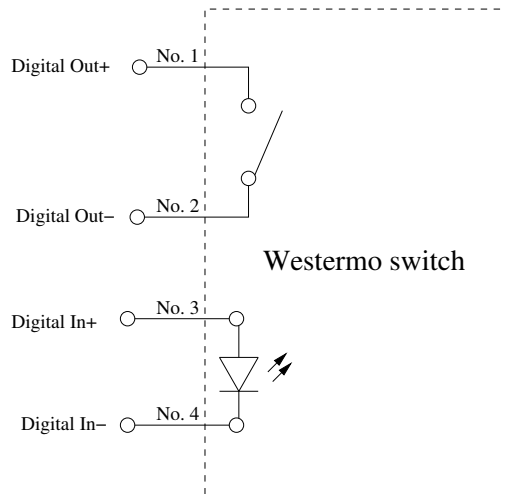 No. 1
Digital Out+
No. 2
Digital Out−
Westermo switch
No. 3
Digital In+
No. 4
Digital In−